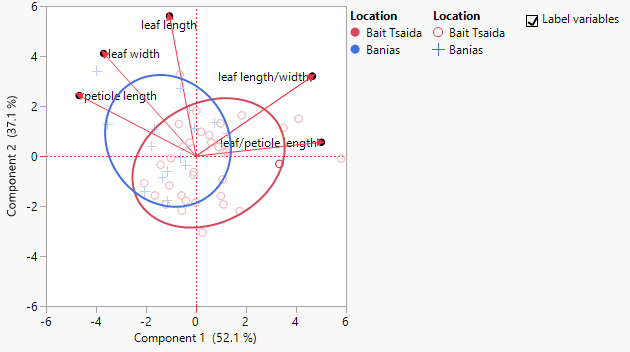 6
4
2
0
-2
-4
-6
Component 2 (37.1 %)
leaf length
leaf width
petiole length
leaf length/width
leaf/petiole length
-6
-4
-2
0
2
4
6
Component 1 (52.1 %)
Location
Bait Tsaida
Banias
Location
Bait Tsaida
Banias
Label variables